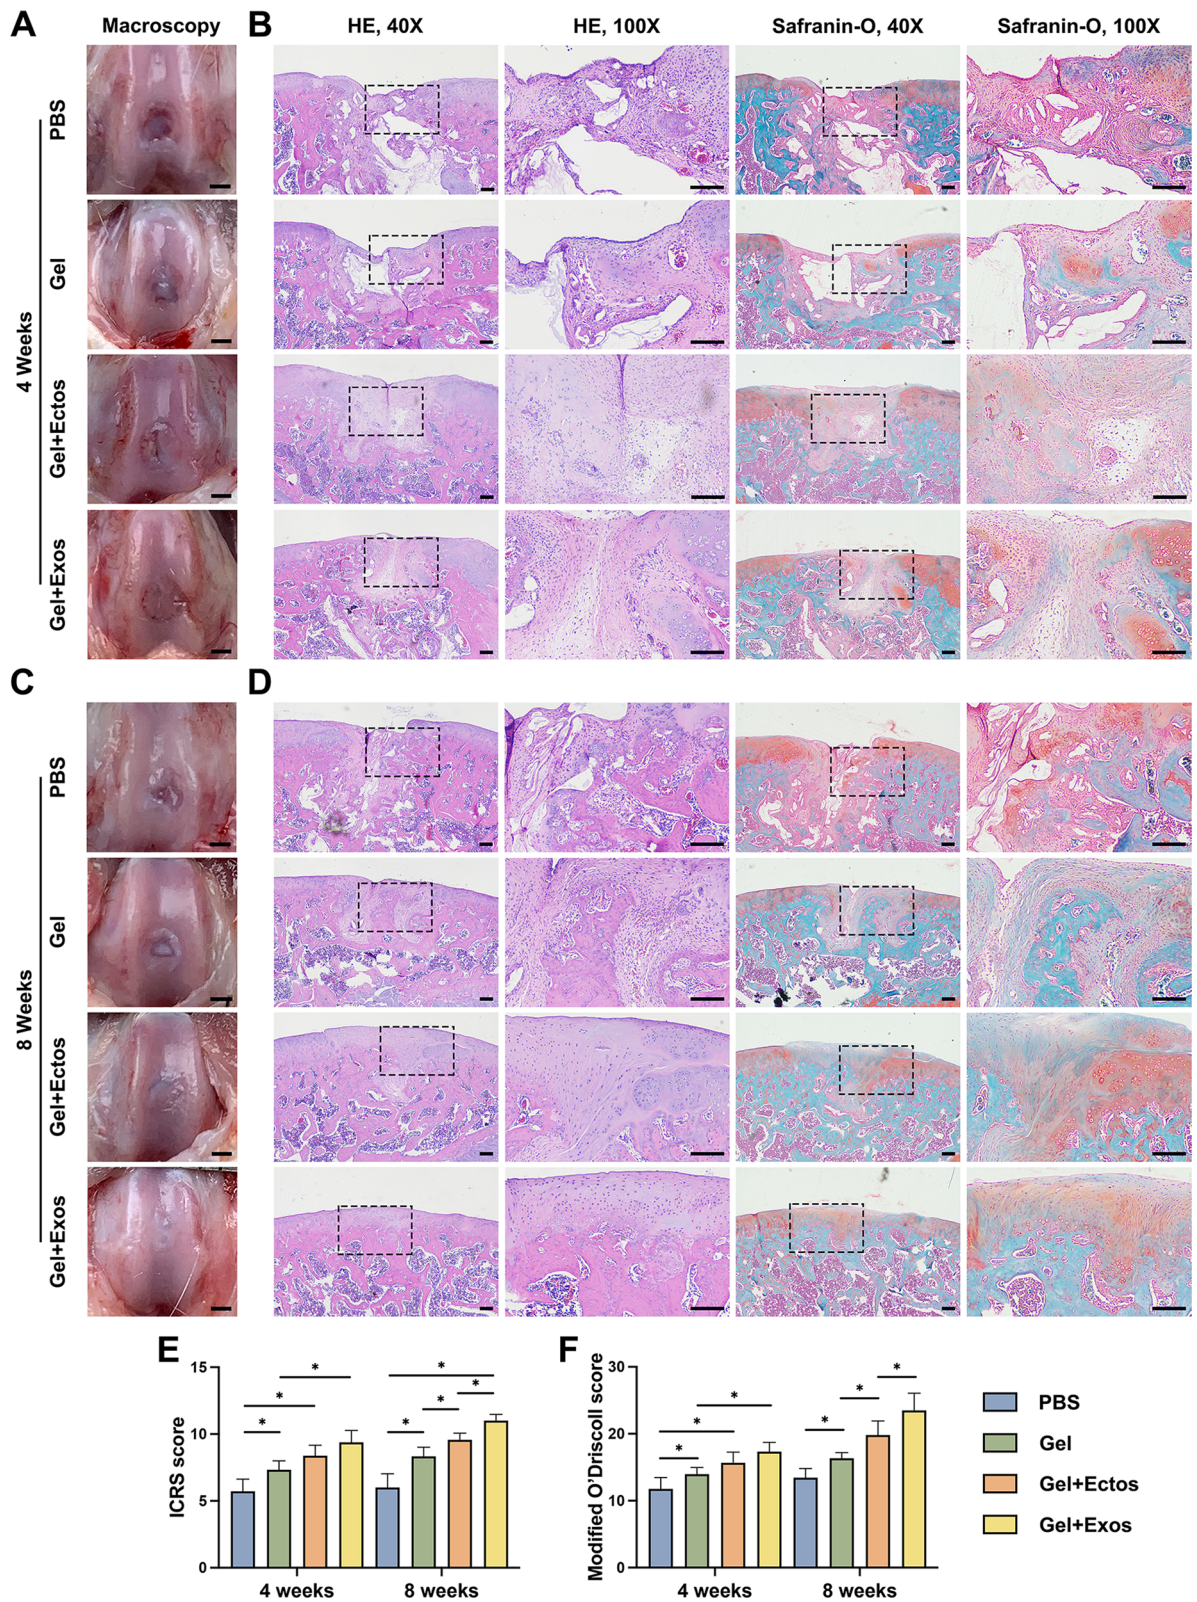 A
Macroscopy
B
HE, 40X
HE, 100X
Safranin-O, 40X
Safranin-O, 100X
4 Weeks
PBS
Gel
Gel+Ectos
Gel+Exos
C
D
8 Weeks
PBS
Gel
Gel+Ectos
Gel+Exos
E
ICRS score
15
10
5
0
*
*
*
*
*
*
*
4 weeks
8 weeks
F
Modified O'Driscoll score
30
20
10
0
*
*
*
*
*
*
4 weeks
8 weeks
PBS
Gel
Gel+Ectos
Gel+Exos